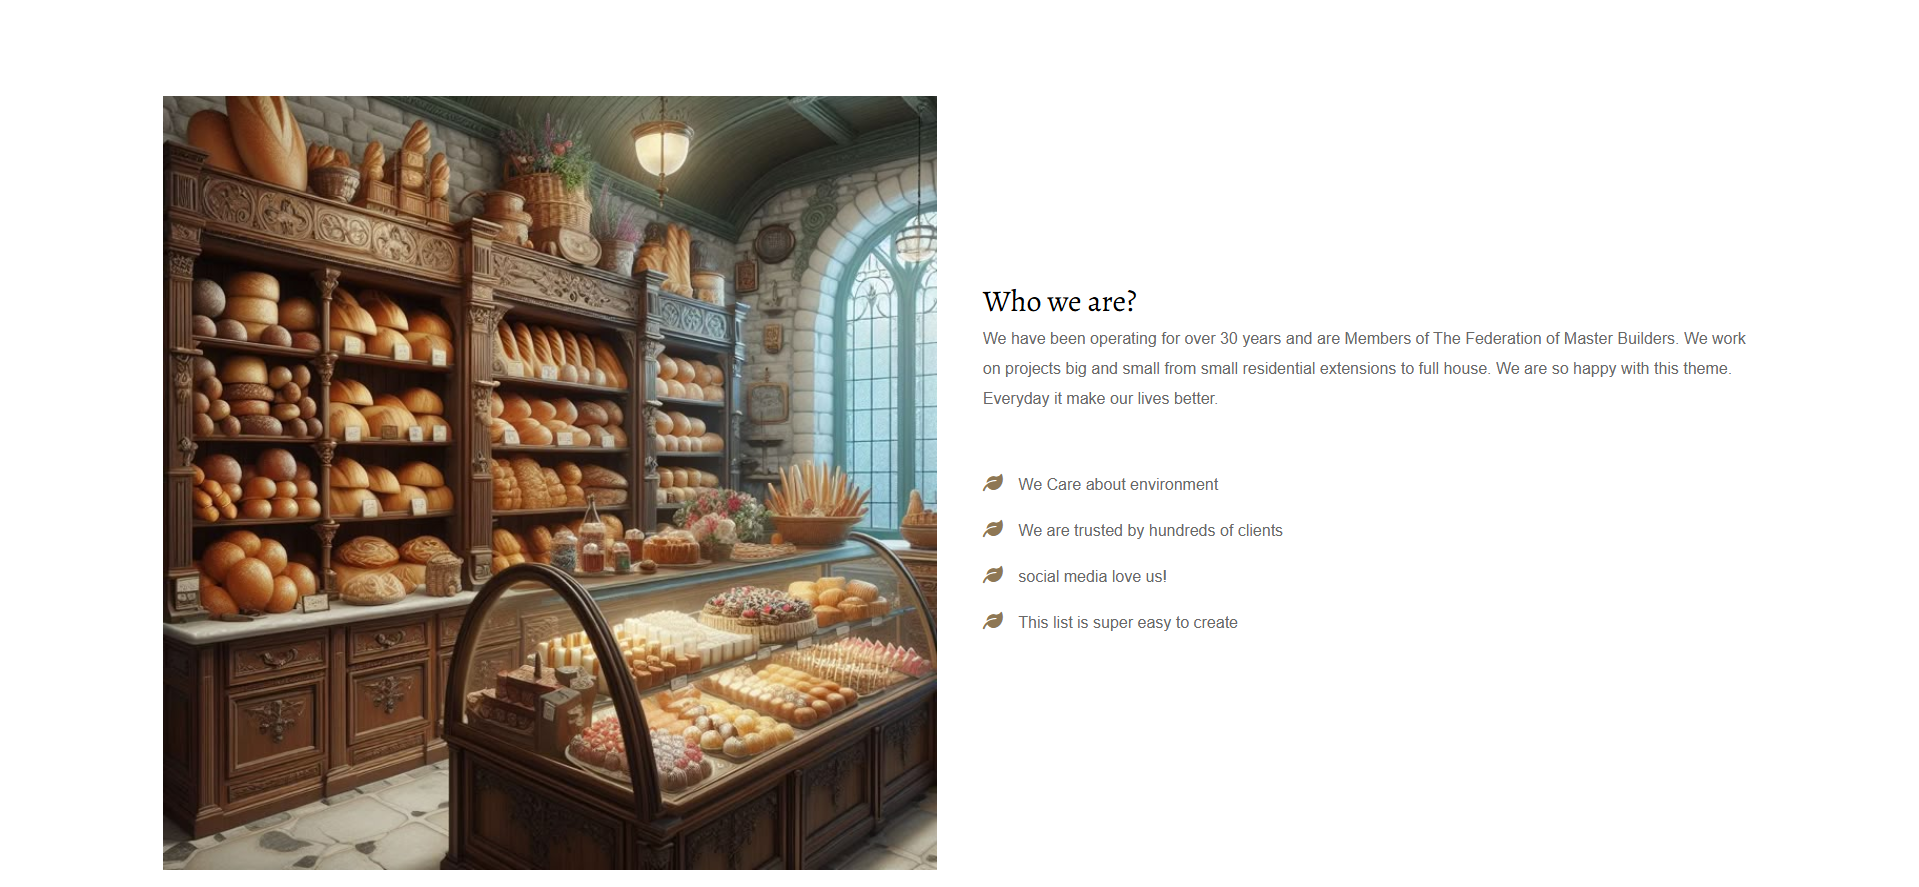 Who we are?
We have been operating for over 30 years and are Members of The Federation of Master Builders. We work
on projects big and small from small residential extensions to full house. We are so happy with this theme.
Everyday it make our lives better.
We Care about environment
We are trusted by hundreds of clients
social media love us!
This list is super easy to create